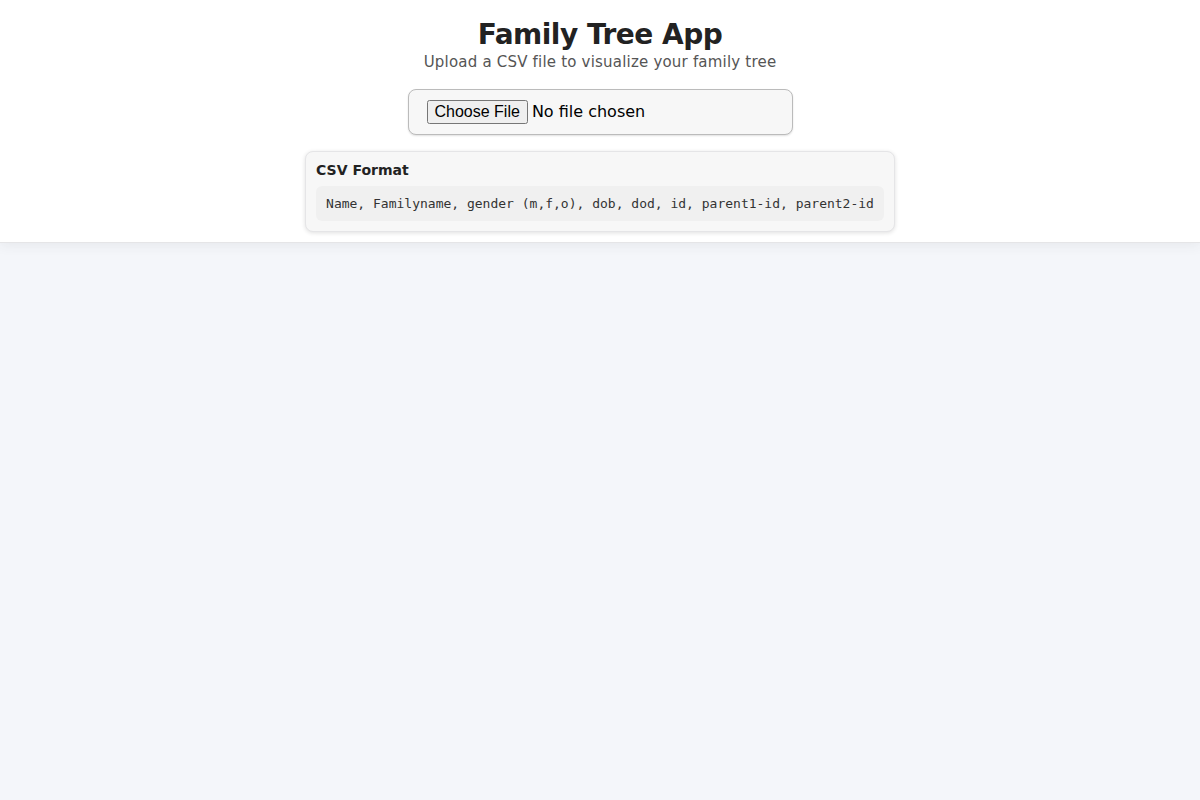 Family Tree App
Upload a CSV file to visualize your family tree
Choose File No file chosen
CSV Format
Name, Familyname, gender (m,f,o), dob, dod, id, parent1-id, parent2-id